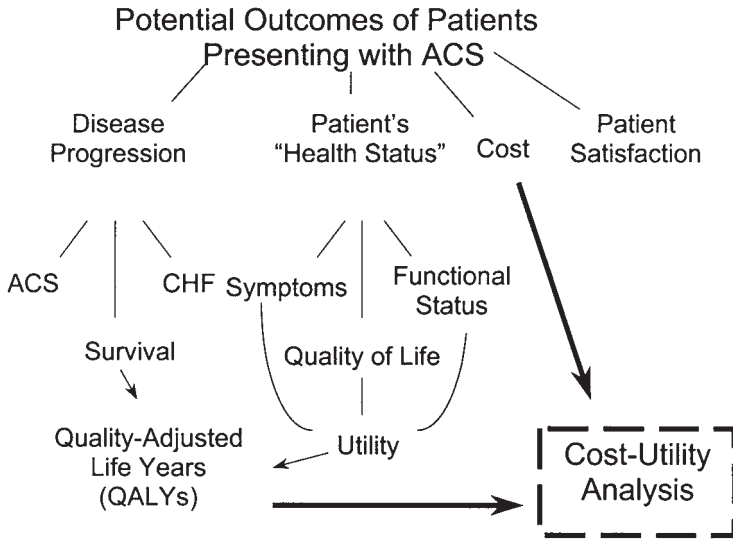 Potential Outcomes of Patients
Presenting with ACS
Disease
Progression
Patient's
"Health Status"
Cost
Patient
Satisfaction
ACS
CHF
Symptoms
Functional
Status
Survival
Quality of Life
Quality-Adjusted
Life Years
(QALYs)
Utility
Cost-Utility
Analysis